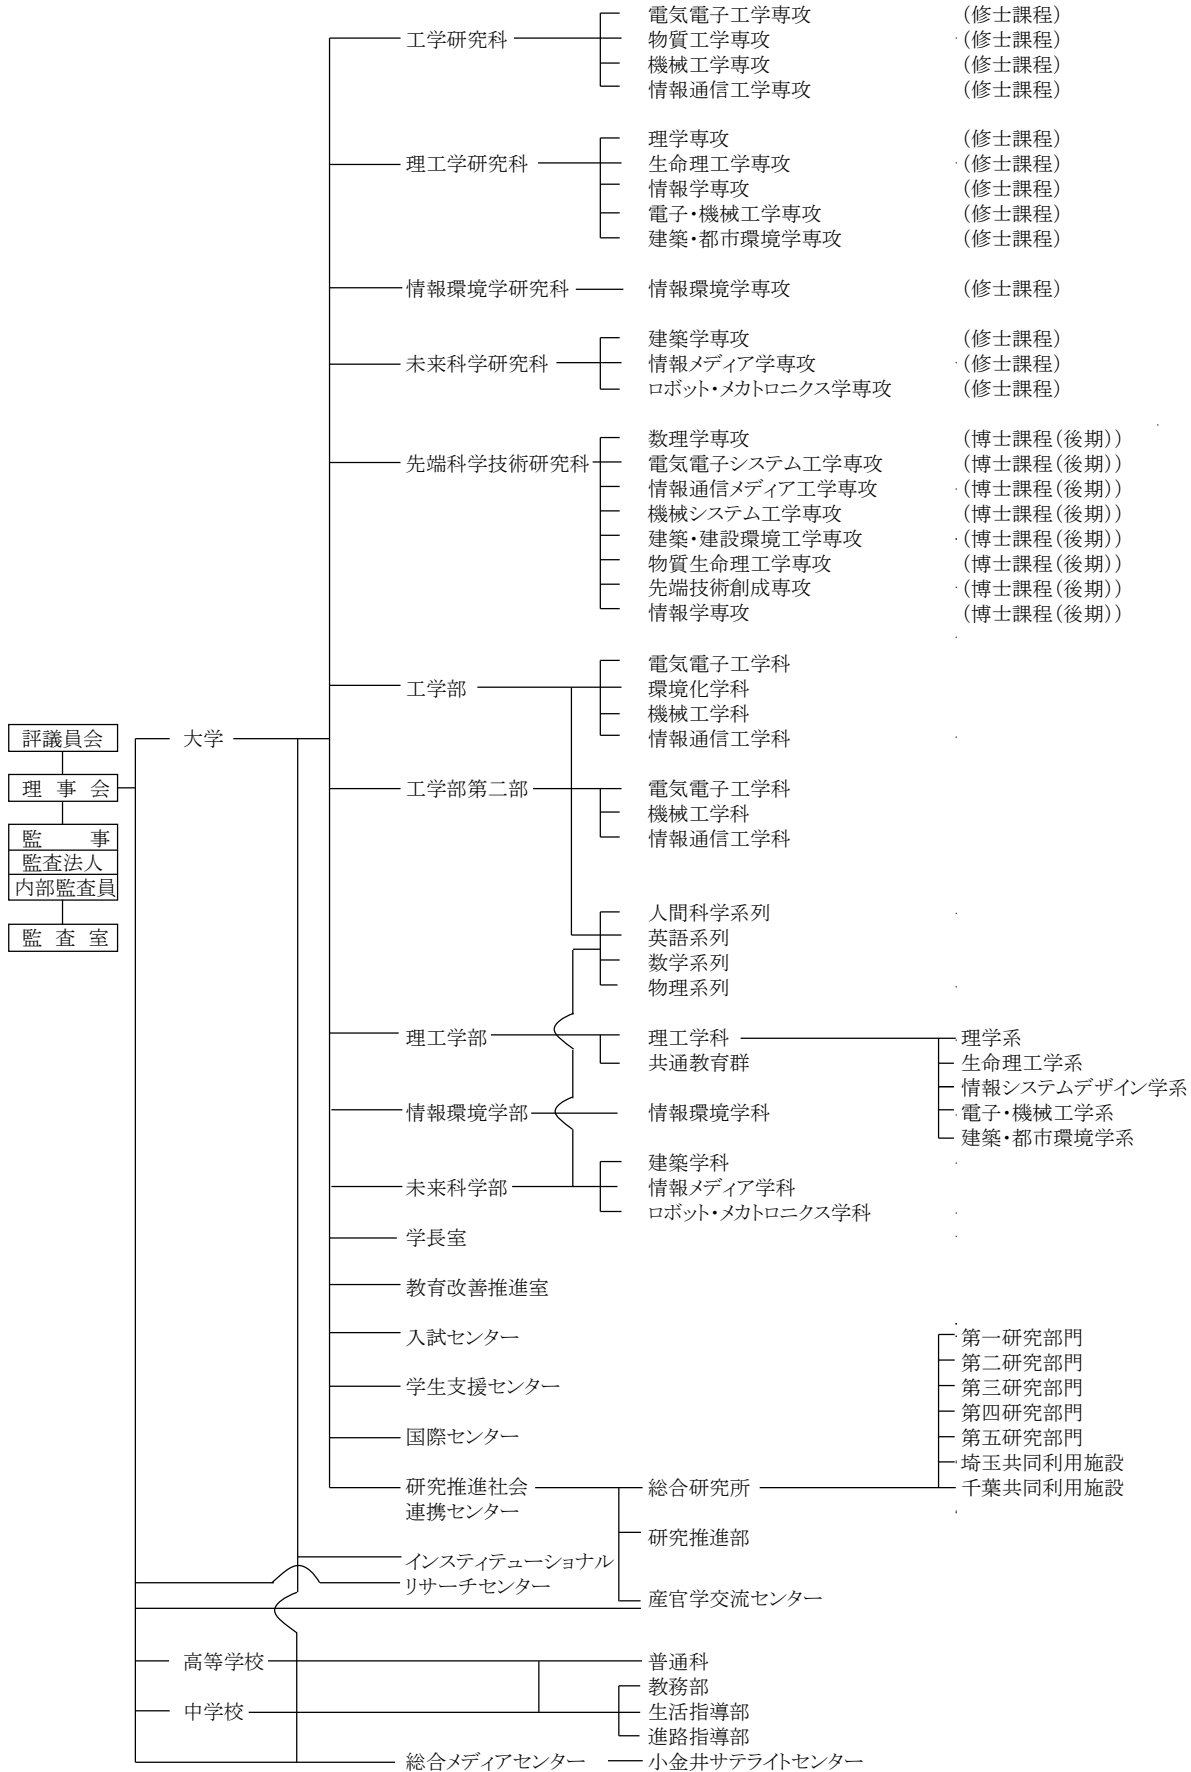 電気電子工学専攻 (修士課程)
工学研究科 物質工学専攻 (修士課程)
機械工学専攻 (修士課程)
情報通信工学専攻 (修士課程)
理学専攻 (修士課程)
理工学研究科 生命理工学専攻 (修士課程)
情報学専攻 (修士課程)
電子・機械工学専攻 (修士課程)
建築・都市環境学専攻 (修士課程)
情報環境学研究科 情報環境学専攻 (修士課程)
建築学専攻 (修士課程)
未来科学研究科 情報メディア学専攻 (修士課程)
ロボット・メカトロニクス学専攻 (修士課程)
数理学専攻 (博士課程(後期))
先端科学技術研究科 電気電子システム工学専攻 (博士課程(後期))
情報通信メディア工学専攻 (博士課程(後期))
機械システム工学専攻 (博士課程(後期))
建築・建設環境工学専攻 (博士課程(後期))
物質生命理工学専攻 (博士課程(後期))
先端技術創成専攻 (博士課程(後期))
情報学専攻 (博士課程(後期))
電気電子工学科
工学部 環境化学科
機械工学科
評議員会 大学 情報通信工学科
理事会 工学部第二部 電気電子工学科
機械工学科
監事 情報通信工学科
監査法人
内部監査員
人間科学系列
監査室 英語系列
数学系列
物理系列
理工学部 理工学科 理学系
共通教育群 生命理工学系
情報システムデザイン学系
情報環境学部 情報環境学科 電子・機械工学系
建築・都市環境学系
建築学科
未来科学部 情報メディア学科
ロボット・メカトロニクス学科
学長室
教育改善推進室
入試センター 第一研究部門
第二研究部門
学生支援センター 第三研究部門
第四研究部門
国際センター 第五研究部門
埼玉共同利用施設
研究推進社会 総合研究所 千葉共同利用施設
連携センター
研究推進部
インスティテューショナル
リサーチセンター
産官学交流センター
高等学校 普通科
教務部
中学校 生活指導部
進路指導部
総合メディアセンター 小金井サテライトセンター